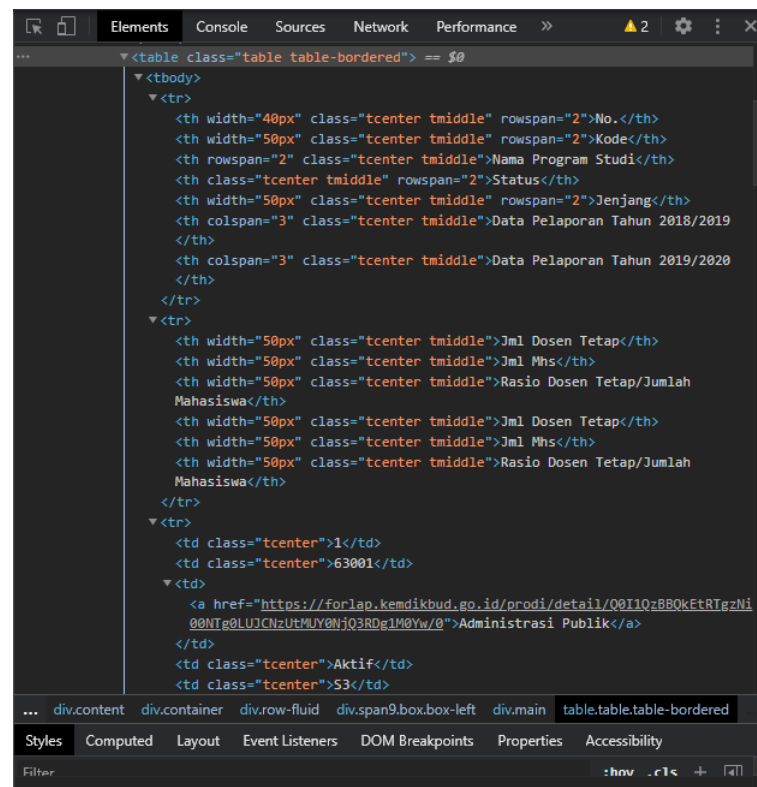 Elements Console Sources Network Performance » 2
... ▼<table class="table table-bordered"> == $0
▼<tbody>
▼<tr>
<th width="40px" class="tcenter tmiddle" rowspan="2">No.</th>
<th width="50px" class="tcenter tmiddle" rowspan="2">Kode</th>
<th rowspan="2" class="tcenter tmiddle">Nama Program Studi</th>
<th class="tcenter tmiddle" rowspan="2">Status</th>
<th width="50px" class="tcenter tmiddle" rowspan="2">Jenjang</th>
<th colspan="3" class="tcenter tmiddle">Data Pelaporan Tahun 2018/2019
</th>
<th colspan="3" class="tcenter tmiddle">Data Pelaporan Tahun 2019/2020
</th>
</tr>
▼<tr>
<th width="50px" class="tcenter tmiddle">Jml Dosen Tetap</th>
<th width="50px" class="tcenter tmiddle">Jml Mhs</th>
<th width="50px" class="tcenter tmiddle">Rasio Dosen Tetap/Jumlah
Mahasiswa</th>
<th width="50px" class="tcenter tmiddle">Jml Dosen Tetap</th>
<th width="50px" class="tcenter tmiddle">Jml Mhs</th>
<th width="50px" class="tcenter tmiddle">Rasio Dosen Tetap/Jumlah
Mahasiswa</th>
</tr>
▼<tr>
<td class="tcenter">1</td>
<td class="tcenter">63001</td>
▼<td>
<a href="https://forlap.kemdikbud.go.id/prodi/detail/Q0I1QzBBQkEtRTgzNi
00NTg0LUJCNzUtMUY0NjQ3RDg1M0Yw/0">Administrasi Publik</a>
</td>
<td class="tcenter">Aktif</td>
<td class="tcenter">S3</td>
... div.content div.container div.row-fluid div.span9.box.box-left div.main table.table.table-bordered
Styles Computed Layout Event Listeners DOM Breakpoints Properties Accessibility
Filter :hov .cls +